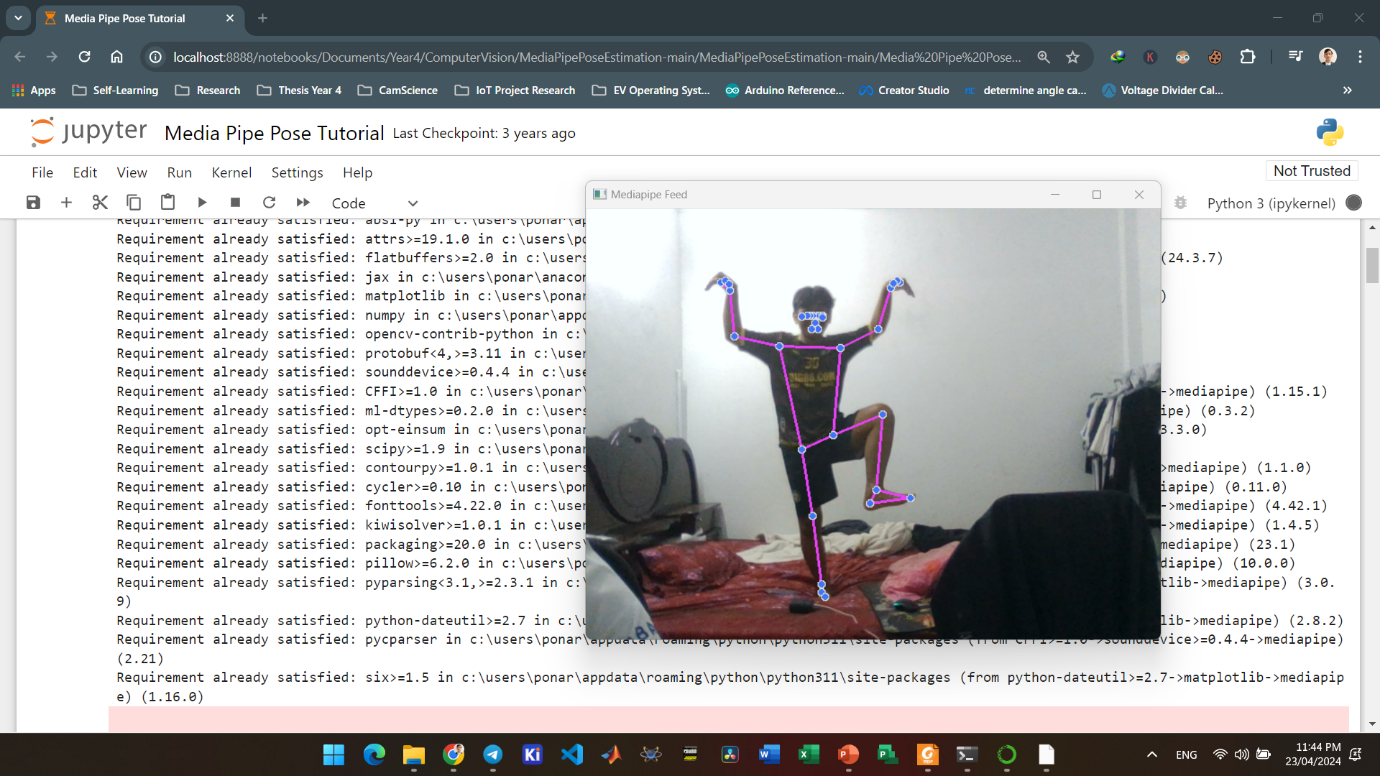 Media Pipe Pose Tutorial
localhost:8888/notebooks/Documents/Year4/ComputerVision/MediaPipePoseEstimation-main/MediaPipePoseEstimation-main/Media%20Pipe%20Pose...
Apps Self-Learning Research Thesis Year 4 CamScience IoT Project Research EV Operating Syst... Arduino Reference... Creator Studio determine angle ca... Voltage Divider Cal...
jupyter Media Pipe Pose Tutorial Last Checkpoint: 3 years ago
File Edit View Run Kernel Settings Help
Not Trusted
Code
Python 3 (ipykernel)
Mediapipe Feed
Requirement already satisfied: absl-py in c:\users\ponar\ap
Requirement already satisfied: attrs>=19.1.0 in c:\users\pon
Requirement already satisfied: flatbuffers>=2.0 in c:\users (24.3.7)
Requirement already satisfied: jax in c:\users\ponar\anacon
Requirement already satisfied: matplotlib in c:\users\ponar )
Requirement already satisfied: numpy in c:\users\ponar\appd
Requirement already satisfied: opencv-contrib-python in c:\
Requirement already satisfied: protobuf<4,>=3.11 in c:\user
Requirement already satisfied: sounddevice>=0.4.4 in c:\use
Requirement already satisfied: CFFI>=1.0 in c:\users\ponar\ ->mediapipe) (1.15.1)
Requirement already satisfied: ml-dtypes>=0.2.0 in c:\users ipe) (0.3.2)
Requirement already satisfied: opt-einsum in c:\users\ponar 3.3.0)
Requirement already satisfied: scipy>=1.9 in c:\users\ponar
Requirement already satisfied: contourpy>=1.0.1 in c:\users >mediapipe) (1.1.0)
Requirement already satisfied: cycler>=0.10 in c:\users\pon apipe) (0.11.0)
Requirement already satisfied: fonttools>=4.22.0 in c:\user >mediapipe) (4.42.1)
Requirement already satisfied: kiwisolver>=1.0.1 in c:\user ->mediapipe) (1.4.5)
Requirement already satisfied: packaging>=20.0 in c:\users\ mediapipe) (23.1)
Requirement already satisfied: pillow>=6.2.0 in c:\users\po diapipe) (10.0.0)
Requirement already satisfied: pyparsing<3.1,>=2.3.1 in c:\ tlib->mediapipe) (3.0.
9)
Requirement already satisfied: python-dateutil>=2.7 in c:\u lib->mediapipe) (2.8.2)
Requirement already satisfied: pycparser in c:\users\ponar\appdata\roaming\python\python311\site-packages (from CFFI>=1.0->sounddevice>=0.4.4->mediapipe)
(2.21)
Requirement already satisfied: six>=1.5 in c:\users\ponar\appdata\roaming\python\python311\site-packages (from python-dateutil>=2.7->matplotlib->mediapip
e) (1.16.0)
ENG
11:44 PM
23/04/2024